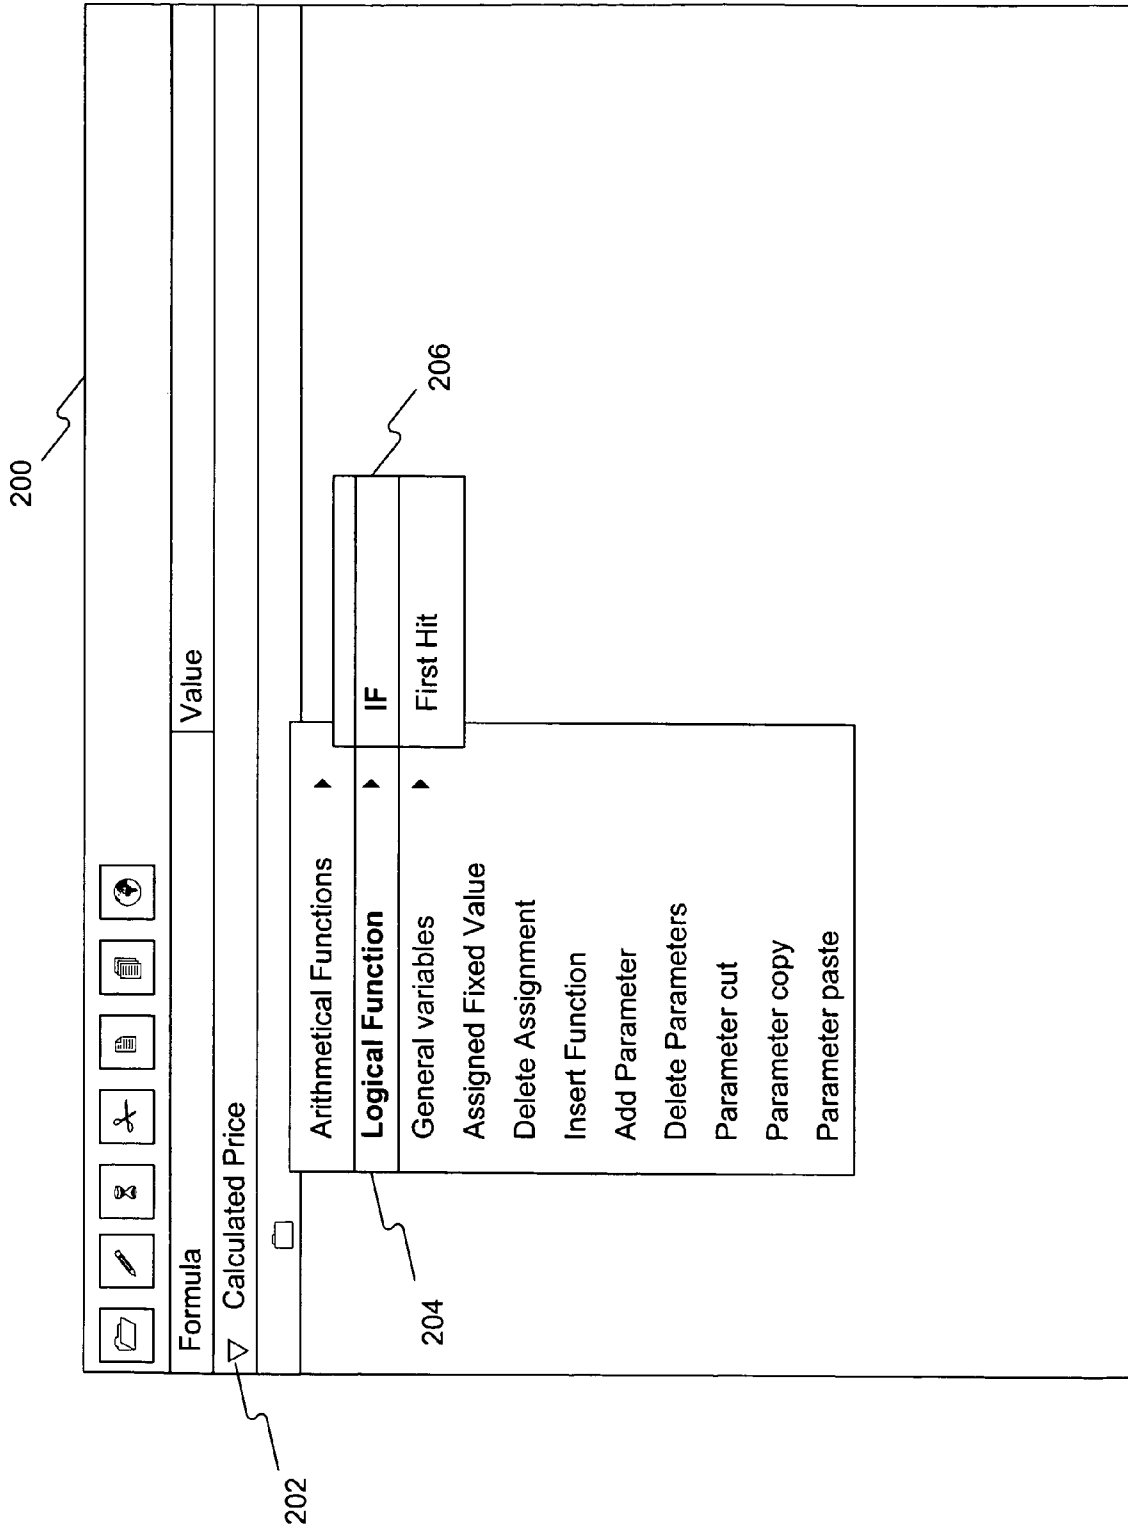 200
Formula
Value
202
Calculated Price
Arithmetical Functions
Logical Function
IF
206
204
General variables
First Hit
Assigned Fixed Value
Delete Assignment
Insert Function
Add Parameter
Delete Parameters
Parameter cut
Parameter copy
Parameter paste